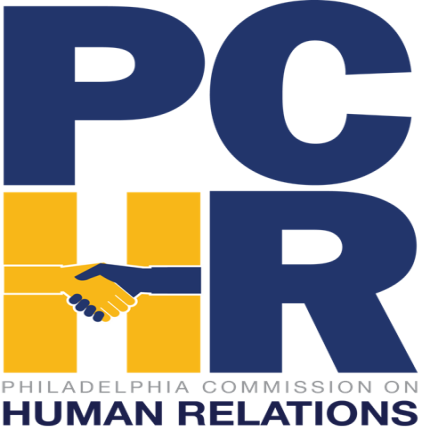 PC
HR
PHILADELPHIA COMMISSION ON
HUMAN RELATIONS